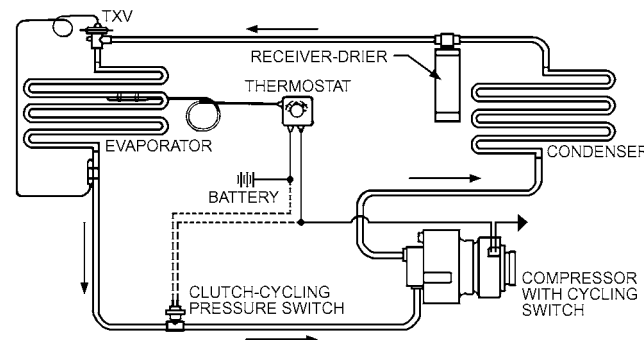 TXV
RECEIVER-DRIER
THERMOSTAT
EVAPORATOR
CONDENSER
BATTERY
CLUTCH-CYCLING
PRESSURE SWITCH
COMPRESSOR
WITH CYCLING
SWITCH